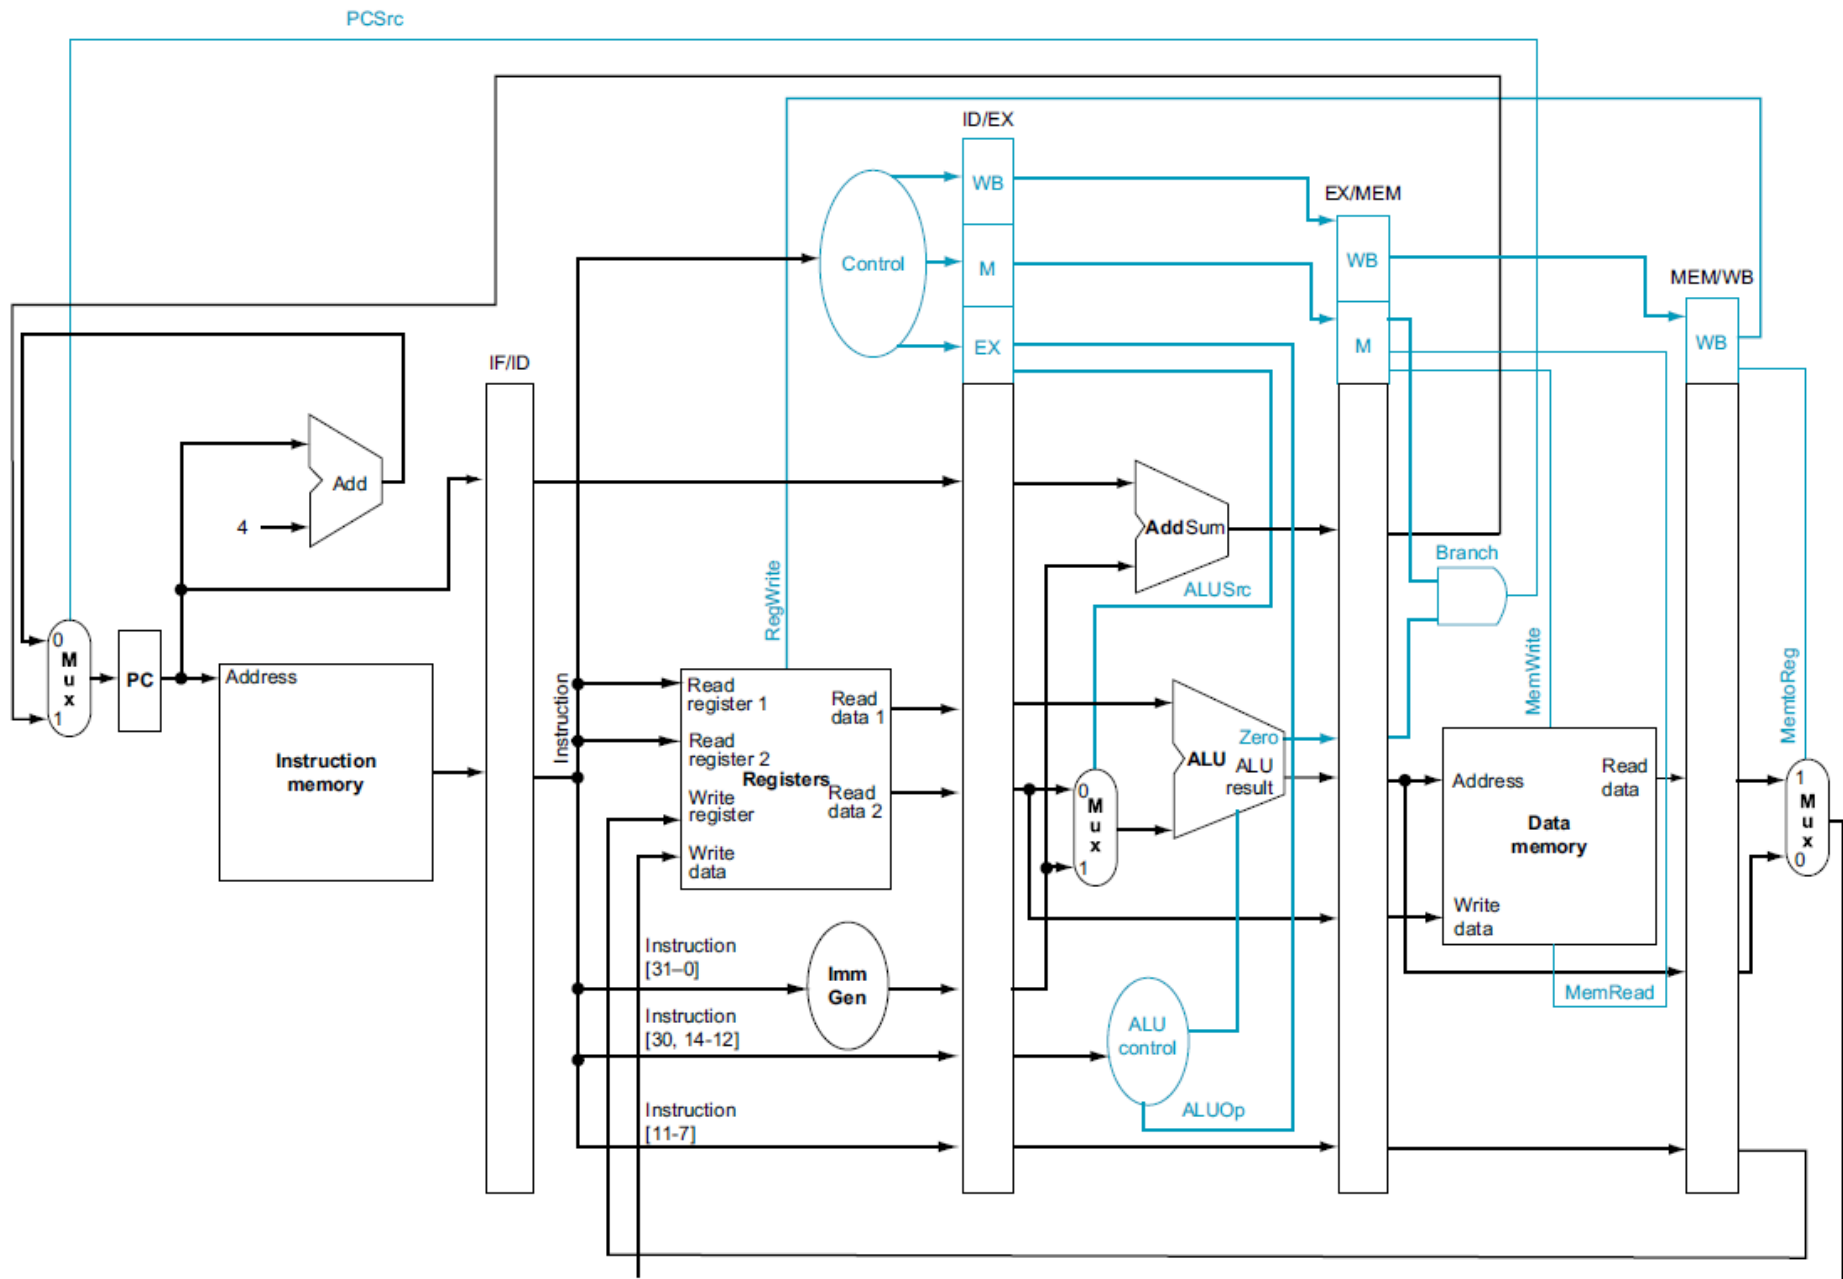 PCSrc
ID/EX
WB
EX/MEM
Control
M
WB
MEM/WB
EX
M
WB
IF/ID
Add
4
AddSum
Branch
ALUSrc
RegWrite
MemWrite
MemtoReg
0
M
u
x
1
PC
Address
Instruction
memory
Instruction
Read
register 1
Read
data 1
Read
register 2
Registers
Write
register
Read
data 2
Write
data
0
M
u
x
1
Zero
ALU
ALU
result
Address
Read
data
Data
memory
Write
data
1
M
u
x
0
Instruction
[31–0]
Imm
Gen
MemRead
Instruction
[30, 14-12]
ALU
control
Instruction
[11-7]
ALUOp